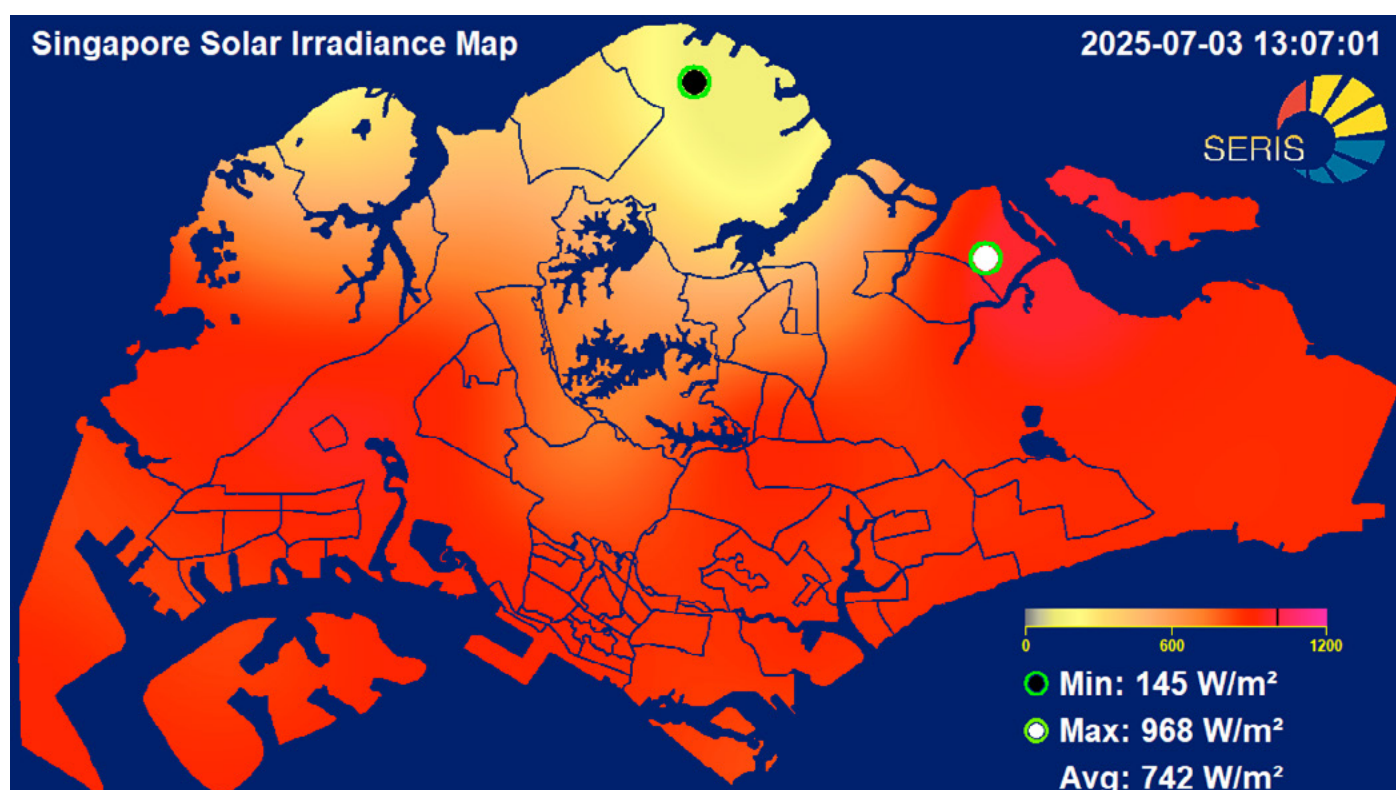 Singapore Solar Irradiance Map
2025-07-03 13:07:01
SERIS
0 600 1200
Min: 145 W/m²
Max: 968 W/m²
Avg: 742 W/m²